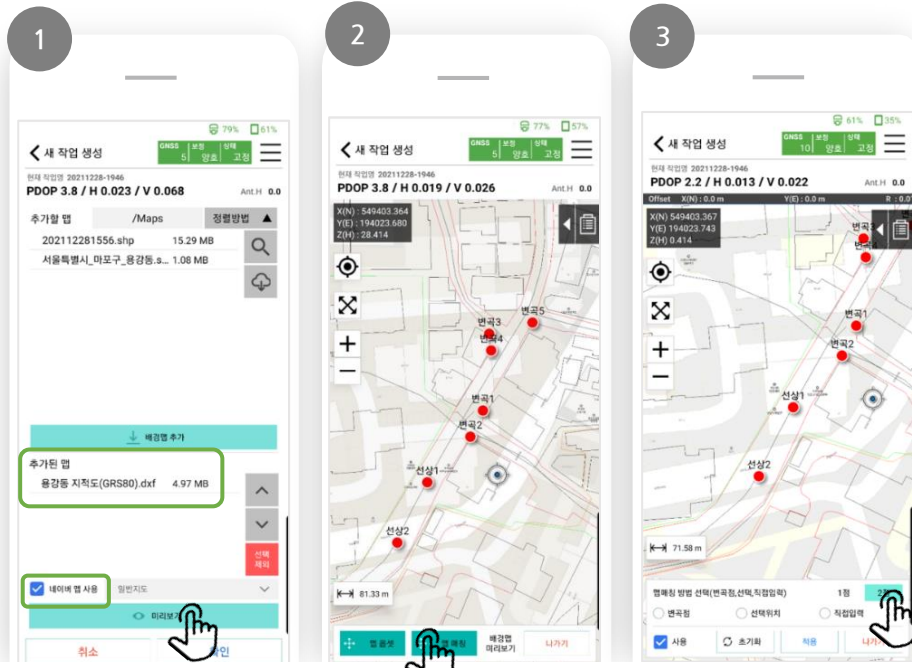 1
79% 61%
새 작업 생성
GNSS 5 보정 양호 상태 고정
현재 작업명 20211228-1946
PDOP 3.8 / H 0.023 / V 0.068 Ant.H 0.0
추가할 맵 /Maps 정렬방법 ▲
202112281556.shp 15.29 MB
서울특별시_마포구_용강동.s... 1.08 MB
배경맵 추가
추가된 맵
용강동 지적도(GRS80).dxf 4.97 MB
선택
제외
네이버 맵 사용 일반지도
미리보기
취소
2
77% 57%
새 작업 생성
GNSS 5 보정 양호 상태 고정
현재 작업명 20211228-1946
PDOP 3.8 / H 0.019 / V 0.026 Ant.H 0.0
X(N) : 549403.364
Y(E) : 194023.680
Z(H) : 28.414
변곡5
변곡3
변곡4
변곡1
변곡2
선상1
선상2
81.33 m
맵 옵셋
맵 매칭
배경맵
미리보기
나가기
3
61% 35%
새 작업 생성
GNSS 10 보정 양호 상태 고정
현재 작업명 20211228-1946
PDOP 2.2 / H 0.013 / V 0.022 Ant.H 0.0
Offset X(N) : 0.0 m Y(E) : 0.0 m
X(N) 549403.367
Y(E) 194023.743
Z(H) 0.414
변곡1
변곡2
선상1
선상2
71.58 m
맵매칭 방법 선택(변곡점,선택,직접입력) 1점
변곡점 선택위치 직접입력
사용 초기화 적용